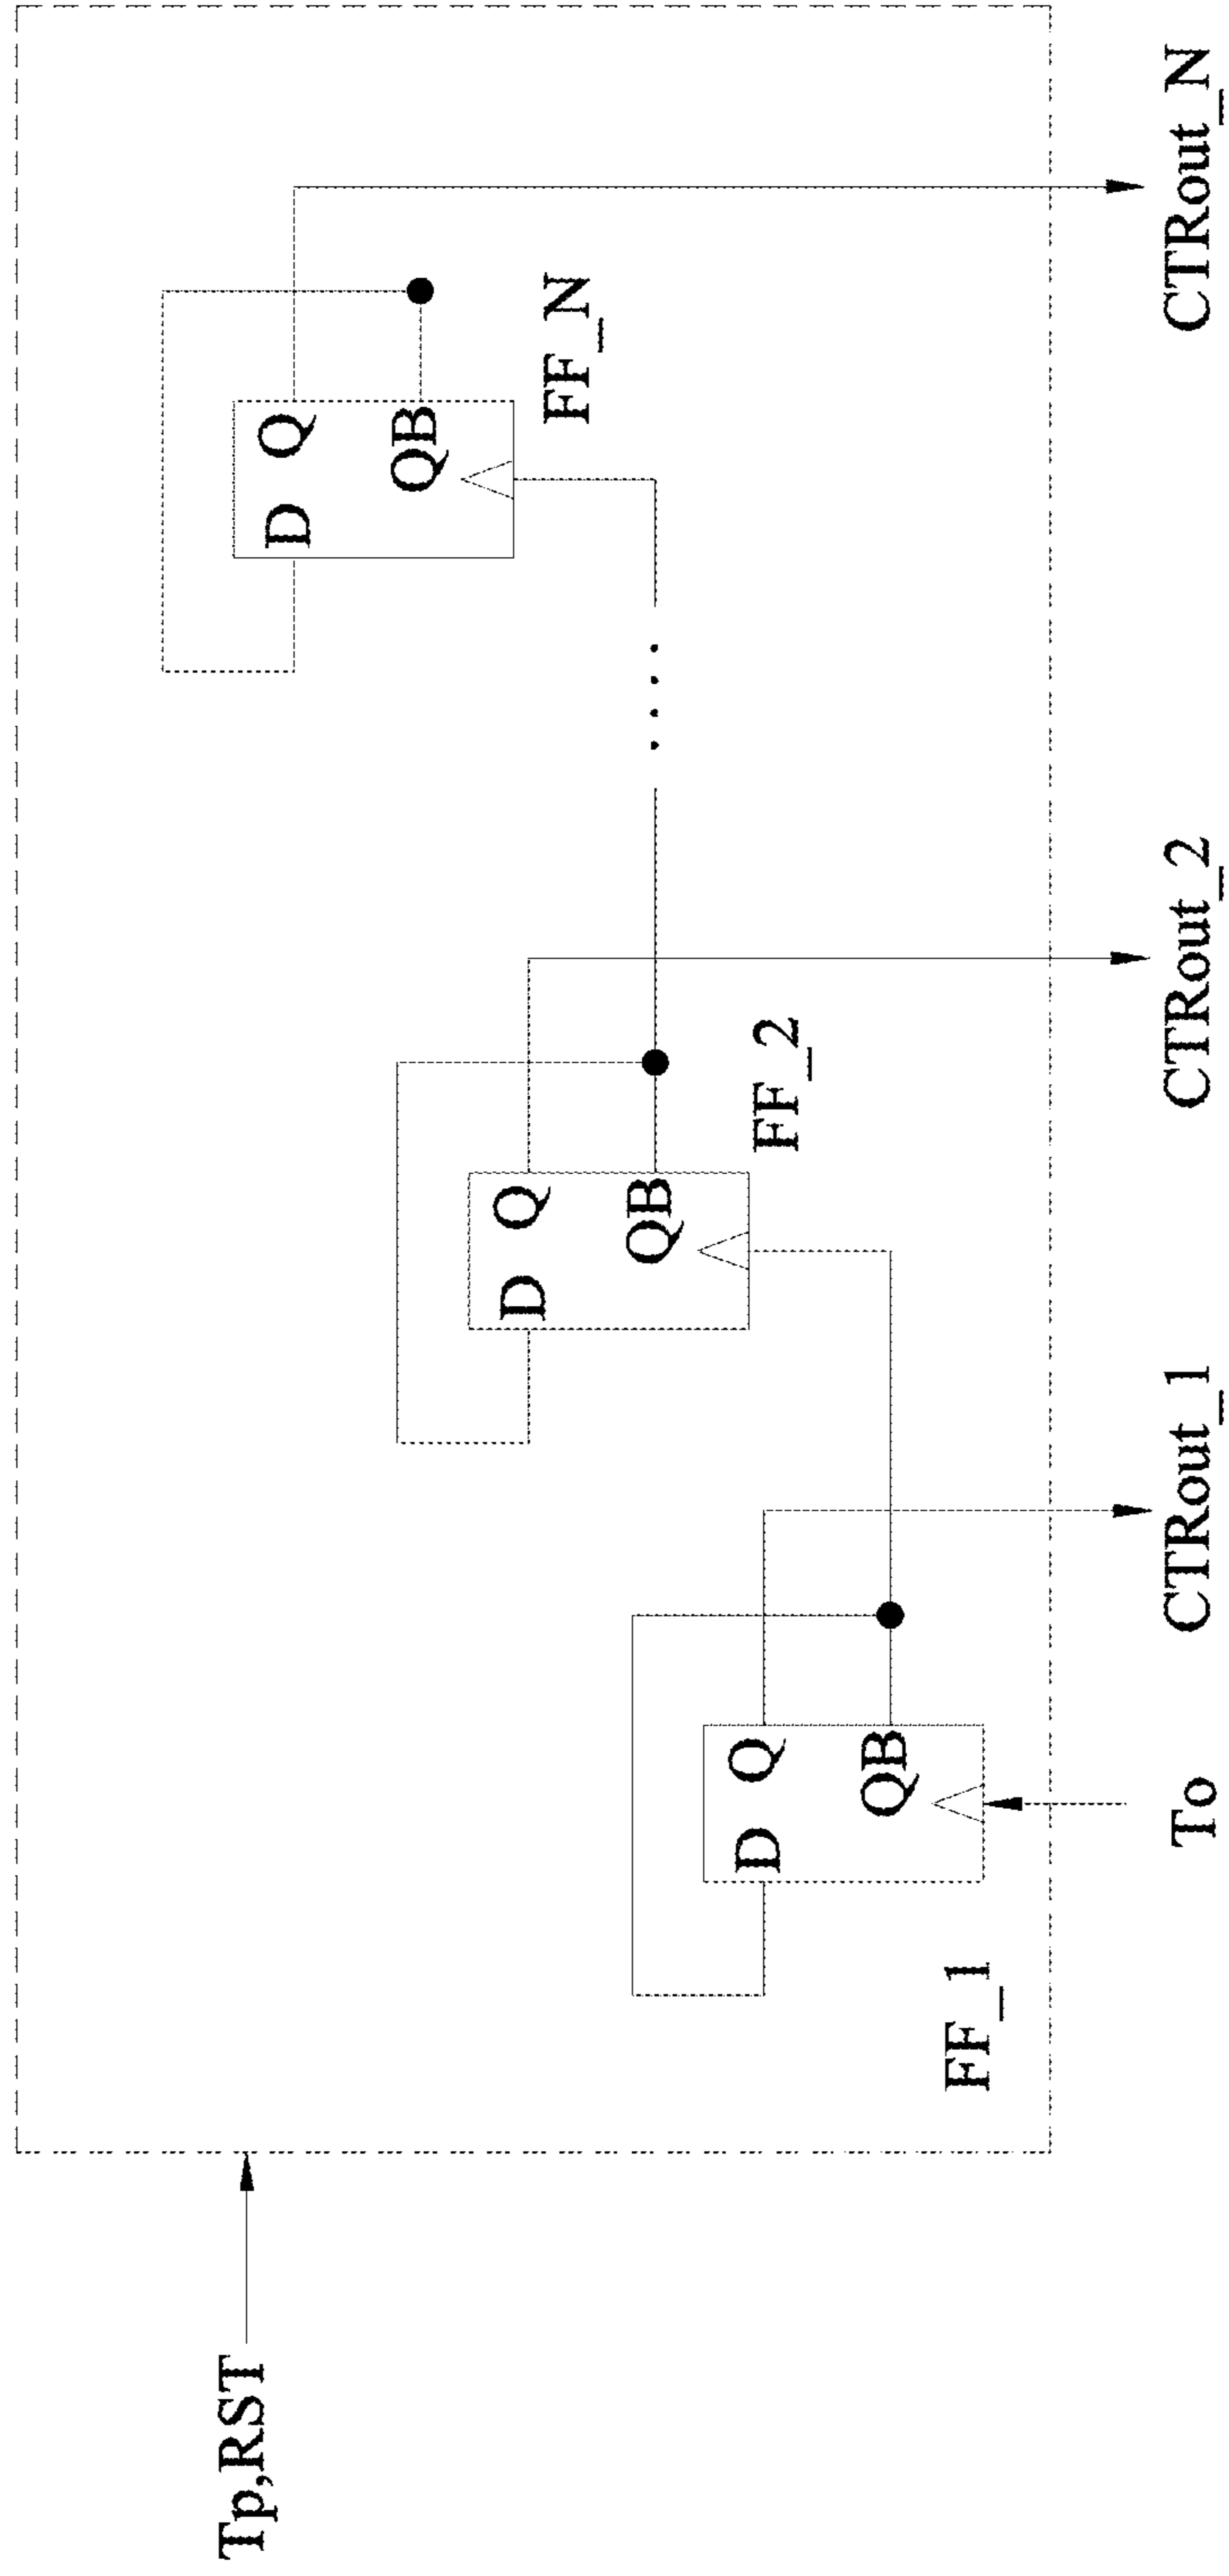 Tp,RST
D Q
QB
FF_N
D Q
QB
FF_2
D Q
QB
FF_1
To
CTRout_1
CTRout_2
CTRout_N